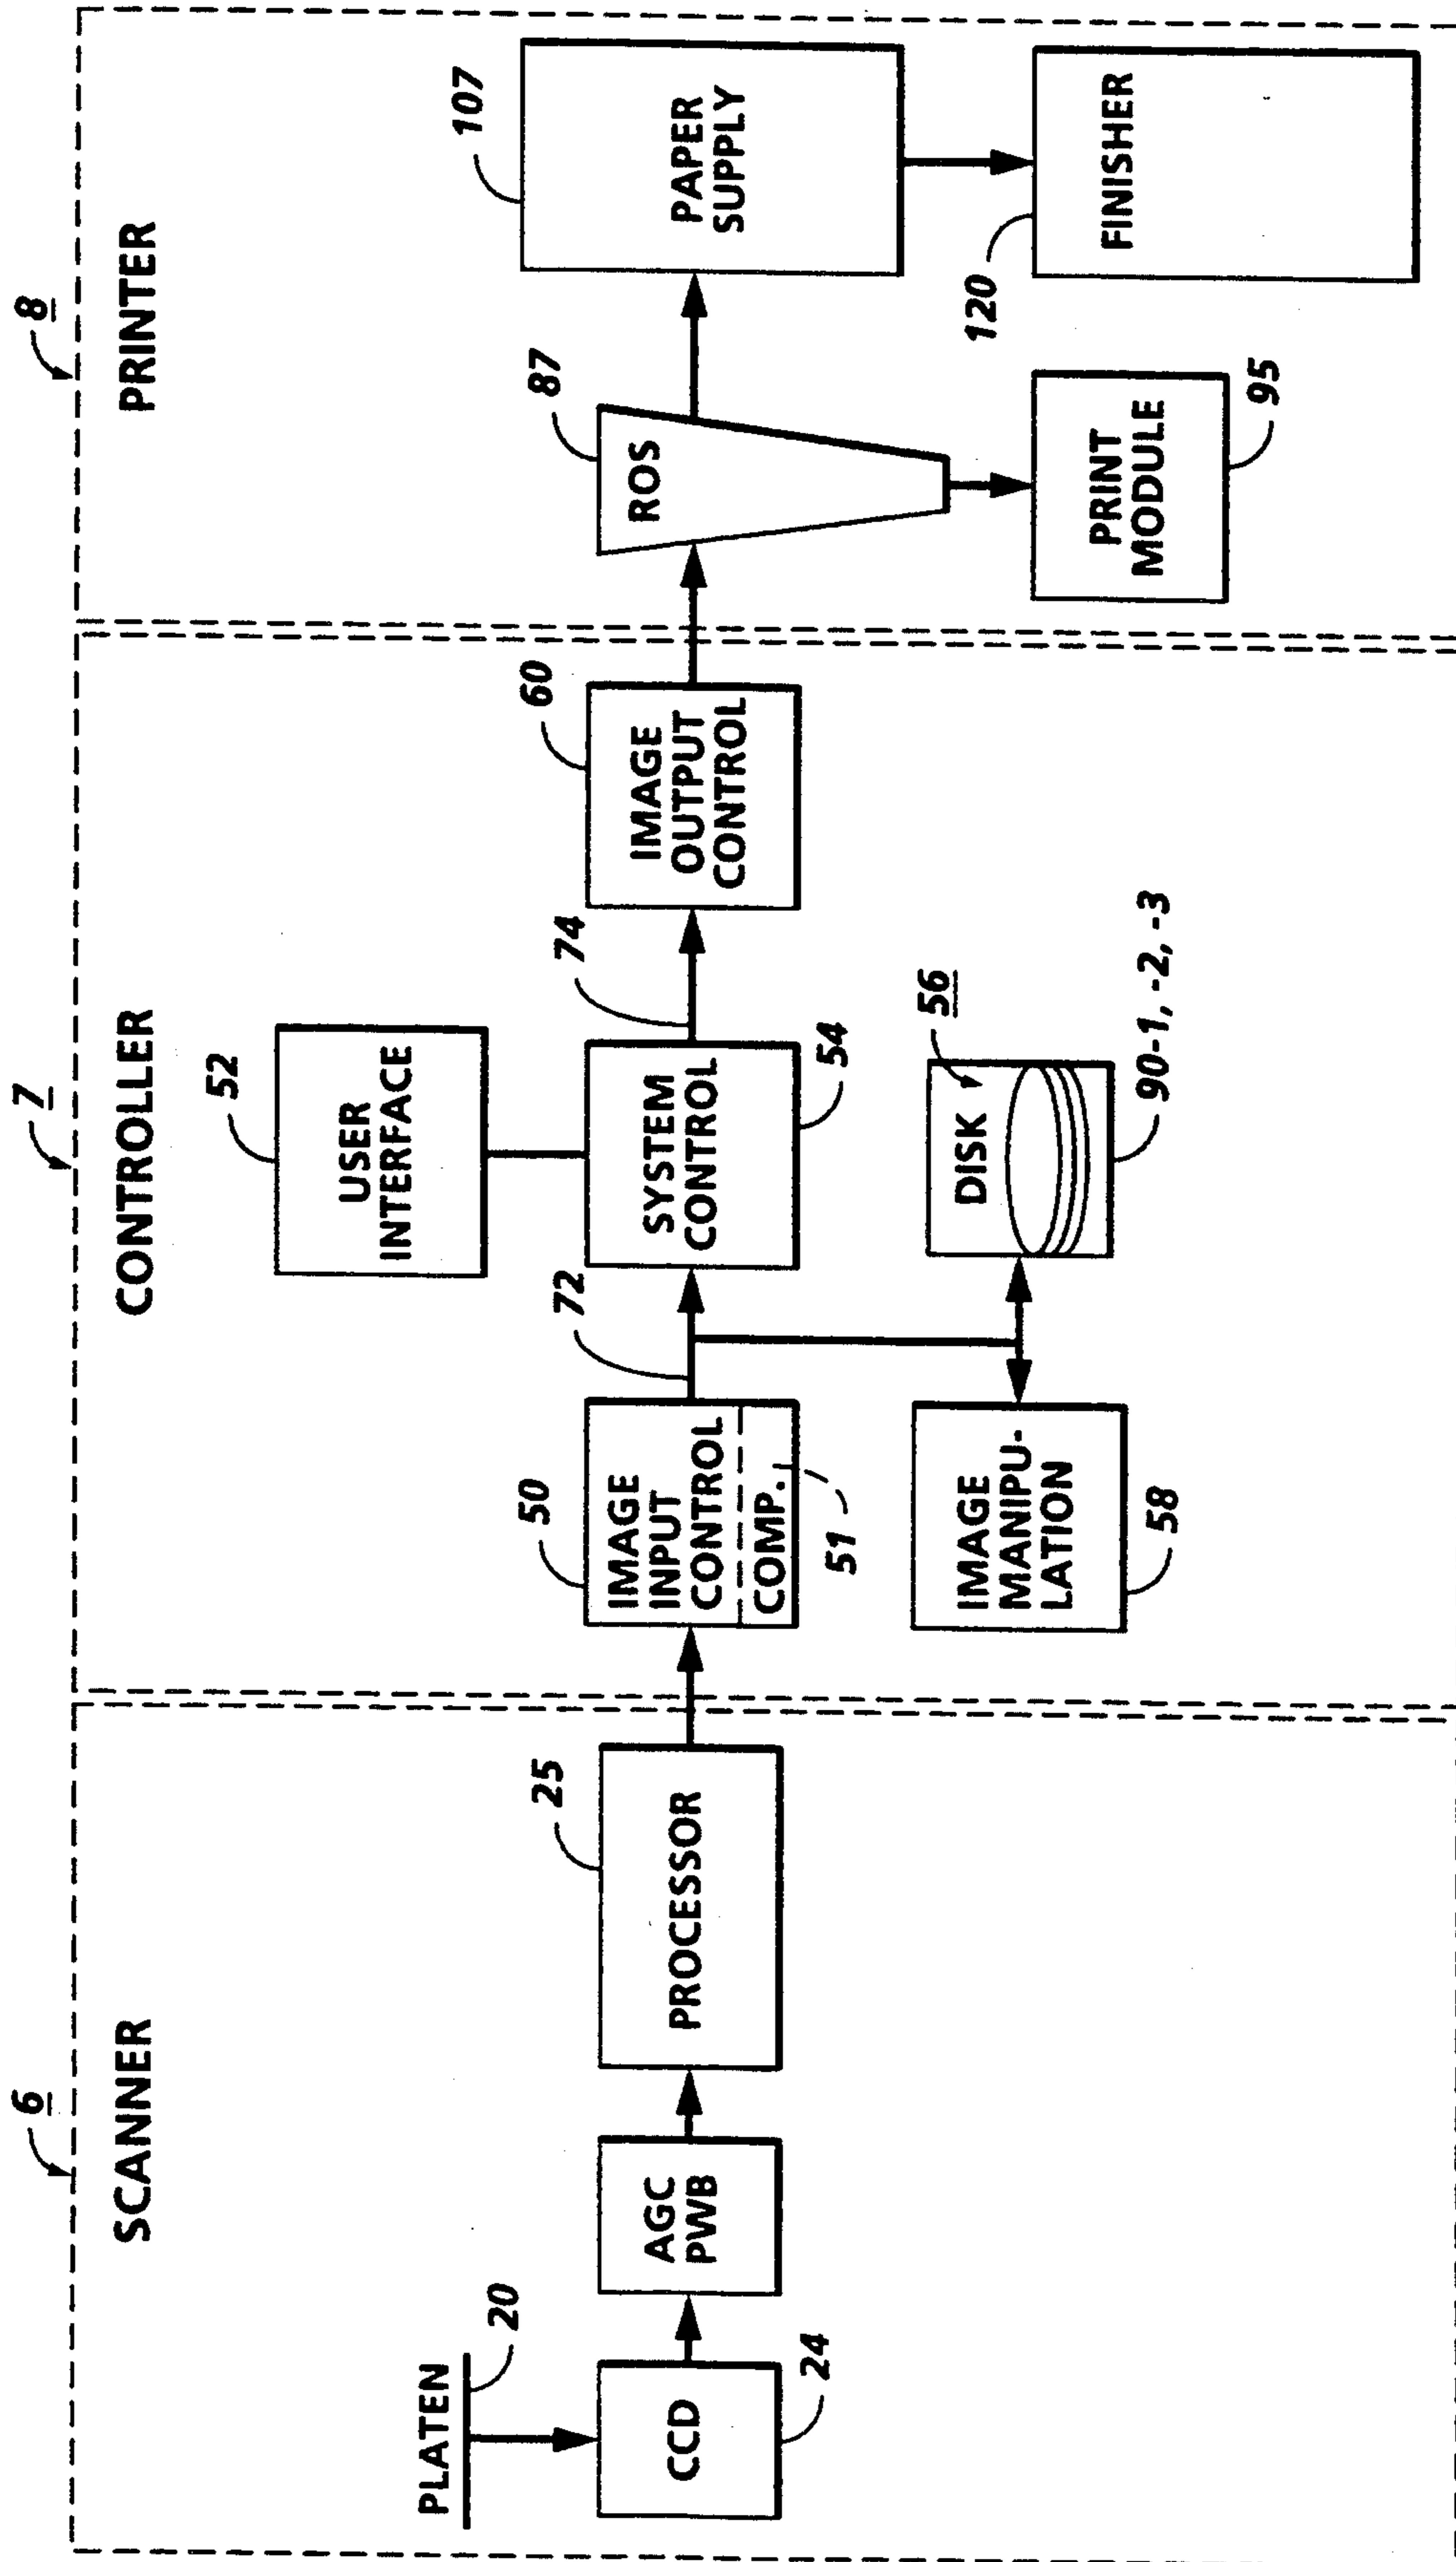 6
SCANNER
PLATEN
20
CCD
24
AGC
PWB
PROCESSOR
25
7
CONTROLLER
USER
INTERFACE
52
IMAGE
INPUT
CONTROL
COMP.
50
51
72
SYSTEM
CONTROL
54
74
IMAGE
OUTPUT
CONTROL
60
IMAGE
MANIPU-
LATION
58
DISK
56
90-1, -2, -3
8
PRINTER
ROS
87
PRINT
MODULE
95
PAPER
SUPPLY
107
FINISHER
120